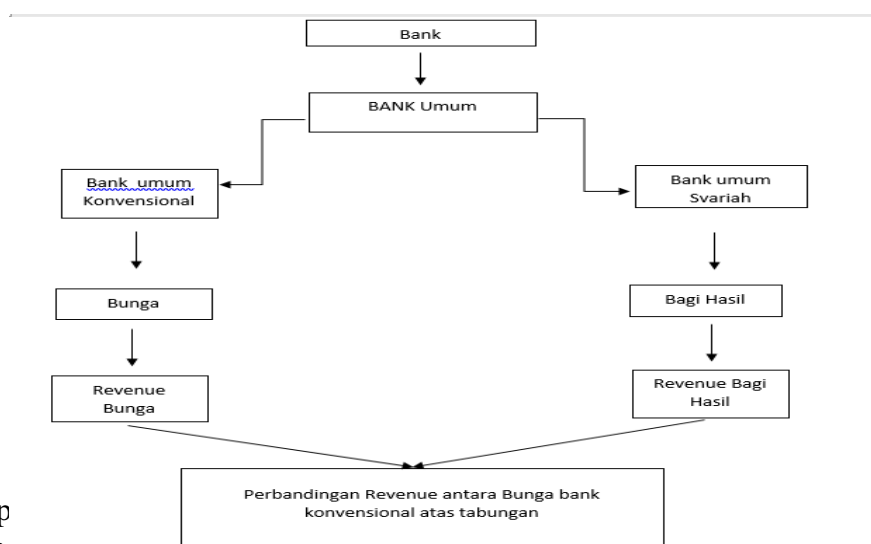 Bank
BANK Umum
Bank umum
Konvensional
Bank umum
Svariah
Bunga
Bagi Hasil
Revenue
Bunga
Revenue Bagi
Hasil
Perbandingan Revenue antara Bunga bank
konvensional atas tabungan
p